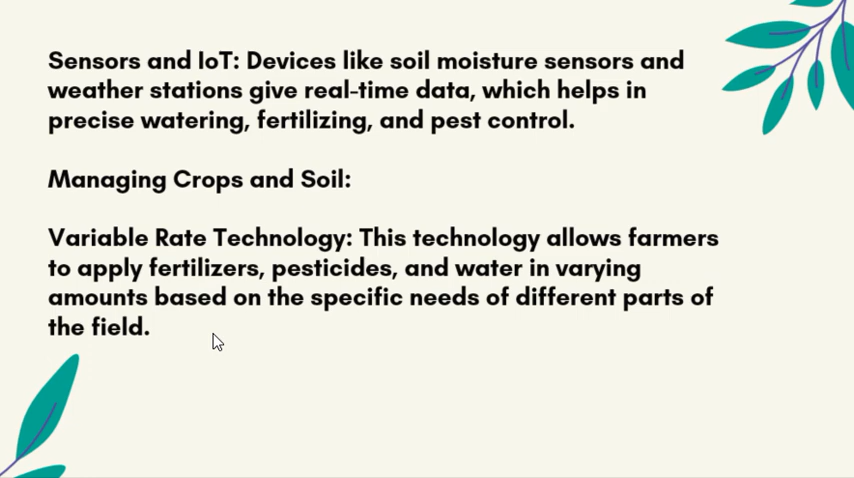 Sensors and IoT: Devices like soil moisture sensors and
weather stations give real-time data, which helps in
precise watering, fertilizing, and pest control.
Managing Crops and Soil:
Variable Rate Technology: This technology allows farmers
to apply fertilizers, pesticides, and water in varying
amounts based on the specific needs of different parts of
the field.